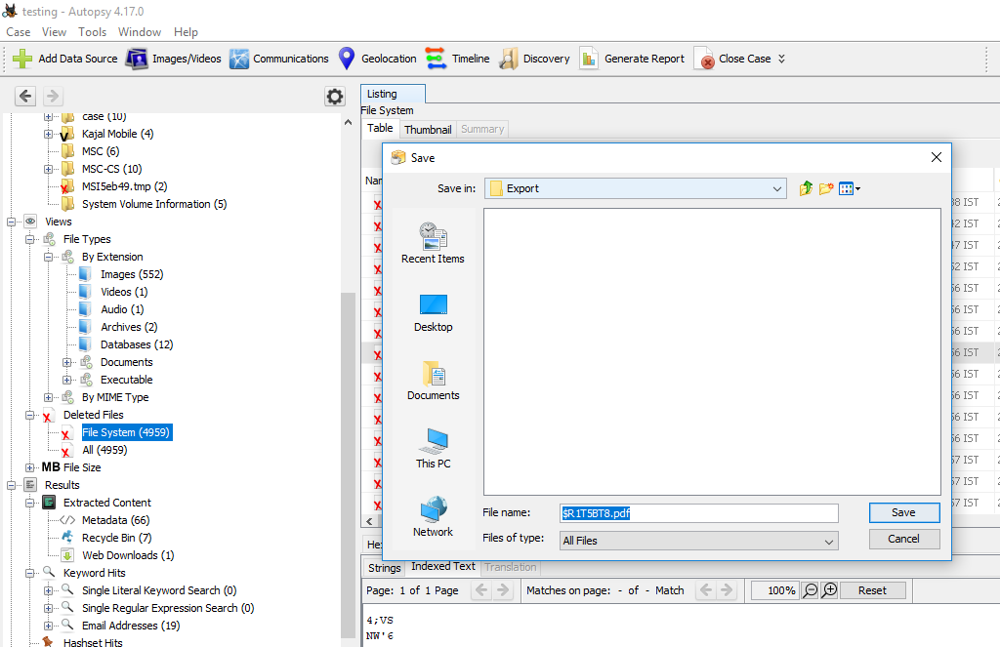 testing - Autopsy 4.17.0
Case View Tools Window Help
Add Data Source Images/Videos Communications Geolocation Timeline Discovery Generate Report Close Case
case (10)
Kajal Mobile (4)
MSC (6)
MSC-CS (10)
MSI5eb49.tmp (2)
System Volume Information (5)
Views
File Types
By Extension
Images (552)
Videos (1)
Audio (1)
Archives (2)
Databases (12)
Documents
Executable
By MIME Type
Deleted Files
File System (4959)
All (4959)
MB File Size
Results
Extracted Content
Metadata (66)
Recycle Bin (7)
Web Downloads (1)
Keyword Hits
Single Literal Keyword Search (0)
Single Regular Expression Search (0)
Email Addresses (19)
Hashset Hits
Listing
File System
Table Thumbnail Summary
Save
Save in: Export
Recent Items
Desktop
Documents
This PC
Network
File name: $R1T5BT8.pdf Save
Files of type: All Files Cancel
38 IST
42 IST
47 IST
52 IST
56 IST
56 IST
56 IST
56 IST
56 IST
56 IST
56 IST
57 IST
57 IST
57 IST
57 IST
Strings Indexed Text Translation
Page: 1 of 1 Page Matches on page: - of - Match 100% Reset
4;VS
NW'6